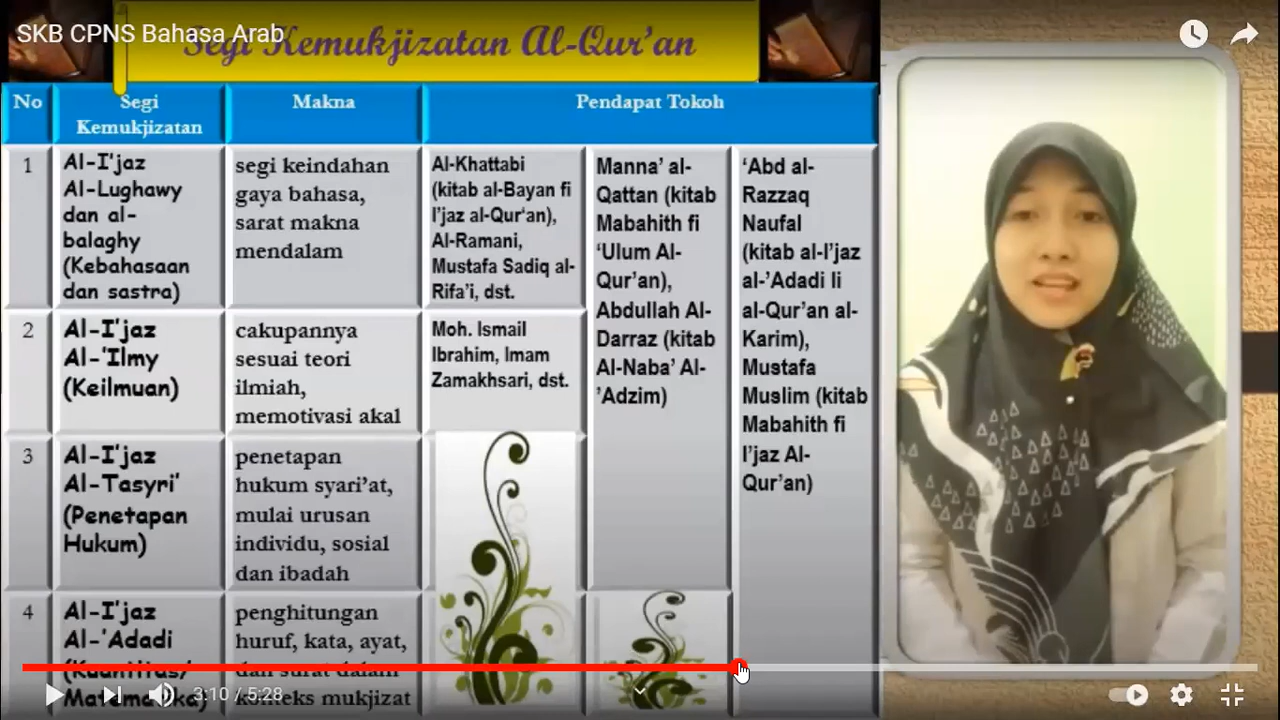 SKB CPNS Bahasa Arab
Segi Kemukjizatan Al-Qur'an
No
Segi
Kemukjizatan
Makna
Pendapat Tokoh
1
Al-I'jaz
Al-Lughawy
dan al-
balaghy
(Kebahasaan
dan sastra)
segi keindahan
gaya bahasa,
sarat makna
mendalam
Al-Khattabi
(kitab al-Bayan fi
I'jaz al-Qur'an),
Al-Ramani,
Mustafa Sadiq al-
Rifa'i, dst.
Manna' al-
Qattan (kitab
Mabahith fi
'Ulum Al-
Qur'an),
Abdullah Al-
Darraz (kitab
Al-Naba' Al-
'Adzim)
'Abd al-
Razzaq
Naufal
(kitab al-I'jaz
al-'Adadi li
al-Qur'an al-
Karim),
Mustafa
Muslim (kitab
Mabahith fi
I'jaz Al-
Qur'an)
2
Al-I'jaz
Al-'Ilmy
(Keilmuan)
cakupannya
sesuai teori
ilmiah,
memotivasi akal
Moh. Ismail
Ibrahim, Imam
Zamakhsari, dst.
3
Al-I'jaz
Al-Tasyri'
(Penetapan
Hukum)
penetapan
hukum syari'at,
mulai urusan
individu, sosial
dan ibadah
4
Al-I'jaz
Al-'Adadi
(Kuantitas/
Matematika)
penghitungan
huruf, kata, ayat,
dan surat dalam
konteks mukjizat
3:10 / 5:28